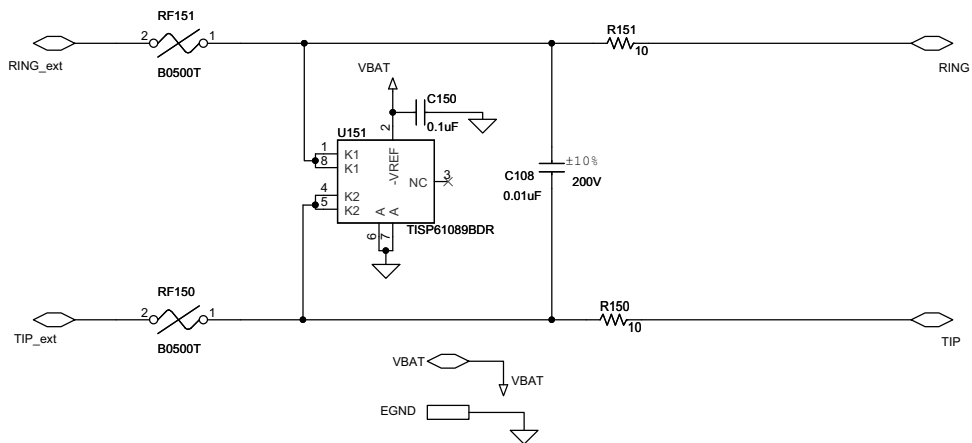 RF151
2 1
RING_ext
B0500T
R151
10
RING
VBAT
C150
0.1uF
U151
2
1 K1
8 K1
-VREF
NC 3
4 K2
5 K2
A A
6 7
TISP61089BDR
±10%
C108
200V
0.01uF
RF150
2 1
TIP_ext
B0500T
R150
10
TIP
VBAT
VBAT
EGND